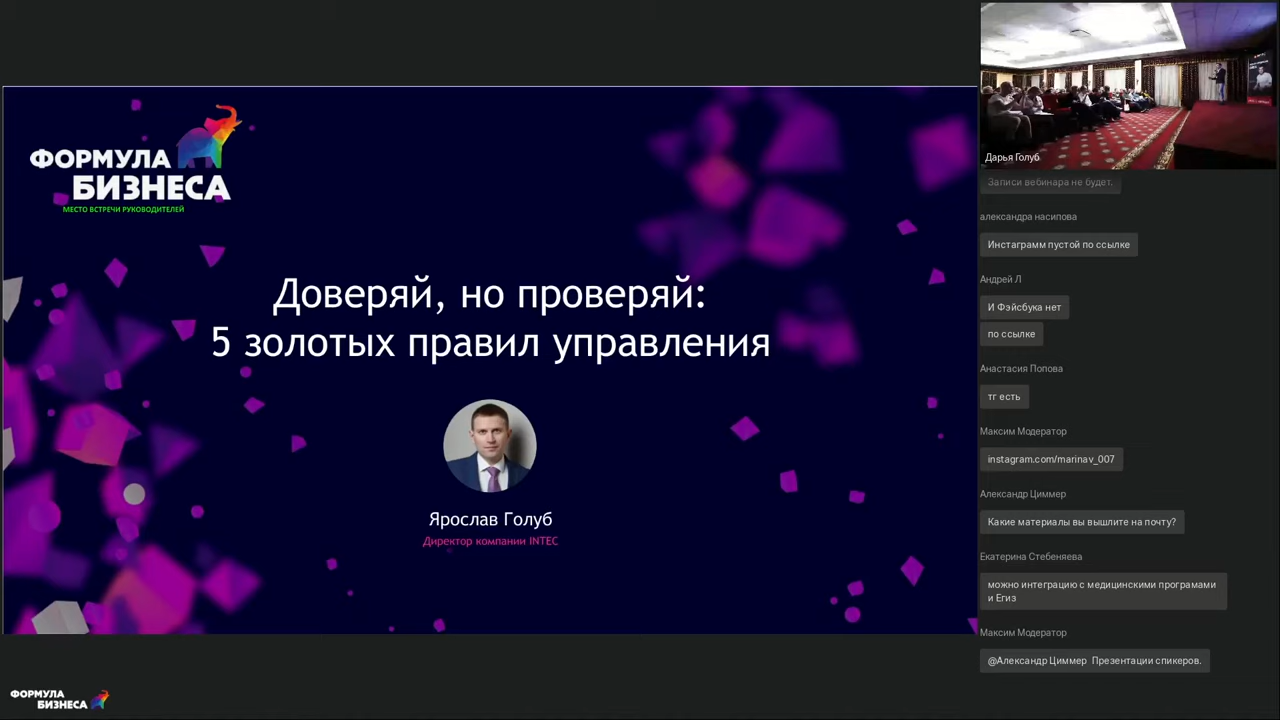 ФОРМУЛА
БИЗНЕСА
МЕСТО ВСТРЕЧИ РУКОВОДИТЕЛЕЙ
Доверяй, но проверяй:
5 золотых правил управления
Ярослав Голуб
Директор компании INTEC
ФОРМУЛА
БИЗНЕСА
Дарья Голуб
Записи вебинара не будет.
александра насипова
Инстаграмм пустой по ссылке
Андрей Л
И Фэйсбука нет
по ссылке
Анастасия Попова
тг есть
Максим Модератор
instagram.com/marinav_007
Александр Циммер
Какие материалы вы вышлите на почту?
Екатерина Стебеняева
можно интеграцию с медицинскими програмами
и Егиз
Максим Модератор
@Александр Циммер Презентации спикеров.